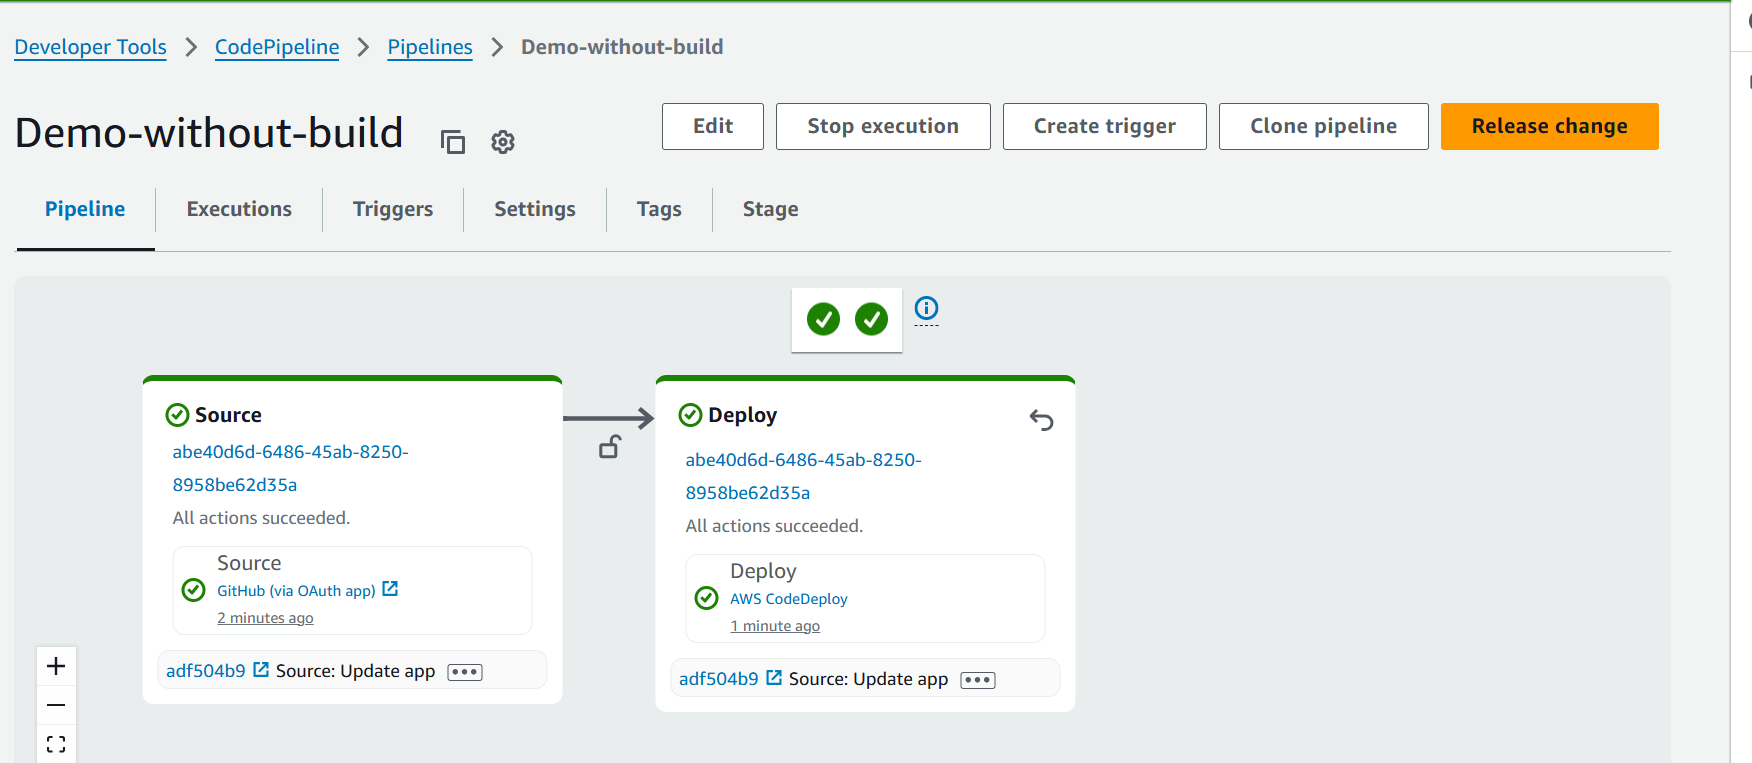 Developer Tools > CodePipeline > Pipelines > Demo-without-build
Demo-without-build
Edit
Stop execution
Create trigger
Clone pipeline
Release change
Pipeline
Executions
Triggers
Settings
Tags
Stage
Source
abe40d6d-6486-45ab-8250-
8958be62d35a
All actions succeeded.
Source
GitHub (via OAuth app)
2 minutes ago
adf504b9 Source: Update app
Deploy
abe40d6d-6486-45ab-8250-
8958be62d35a
All actions succeeded.
Deploy
AWS CodeDeploy
1 minute ago
adf504b9 Source: Update app